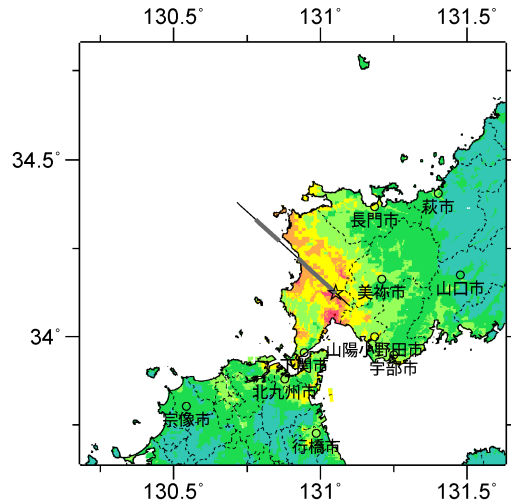 130.5° 131° 131.5°
34.5°
萩市
長門市
美祢市
山口市
34°
山陽小野田市
下関市
宇部市
北九州市
宗像市
行橋市
130.5° 131° 131.5°